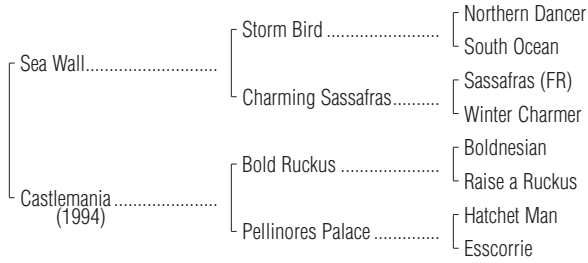 Northern Dancer
Storm Bird ......................
South Ocean
Sea Wall..........................
Sassafras (FR)
Charming Sassafras..........
Winter Charmer
Boldnesian
Bold Ruckus ...................
Raise a Ruckus
Castlemania ....................
(1994)
Hatchet Man
Pellinores Palace .............
Esscorrie